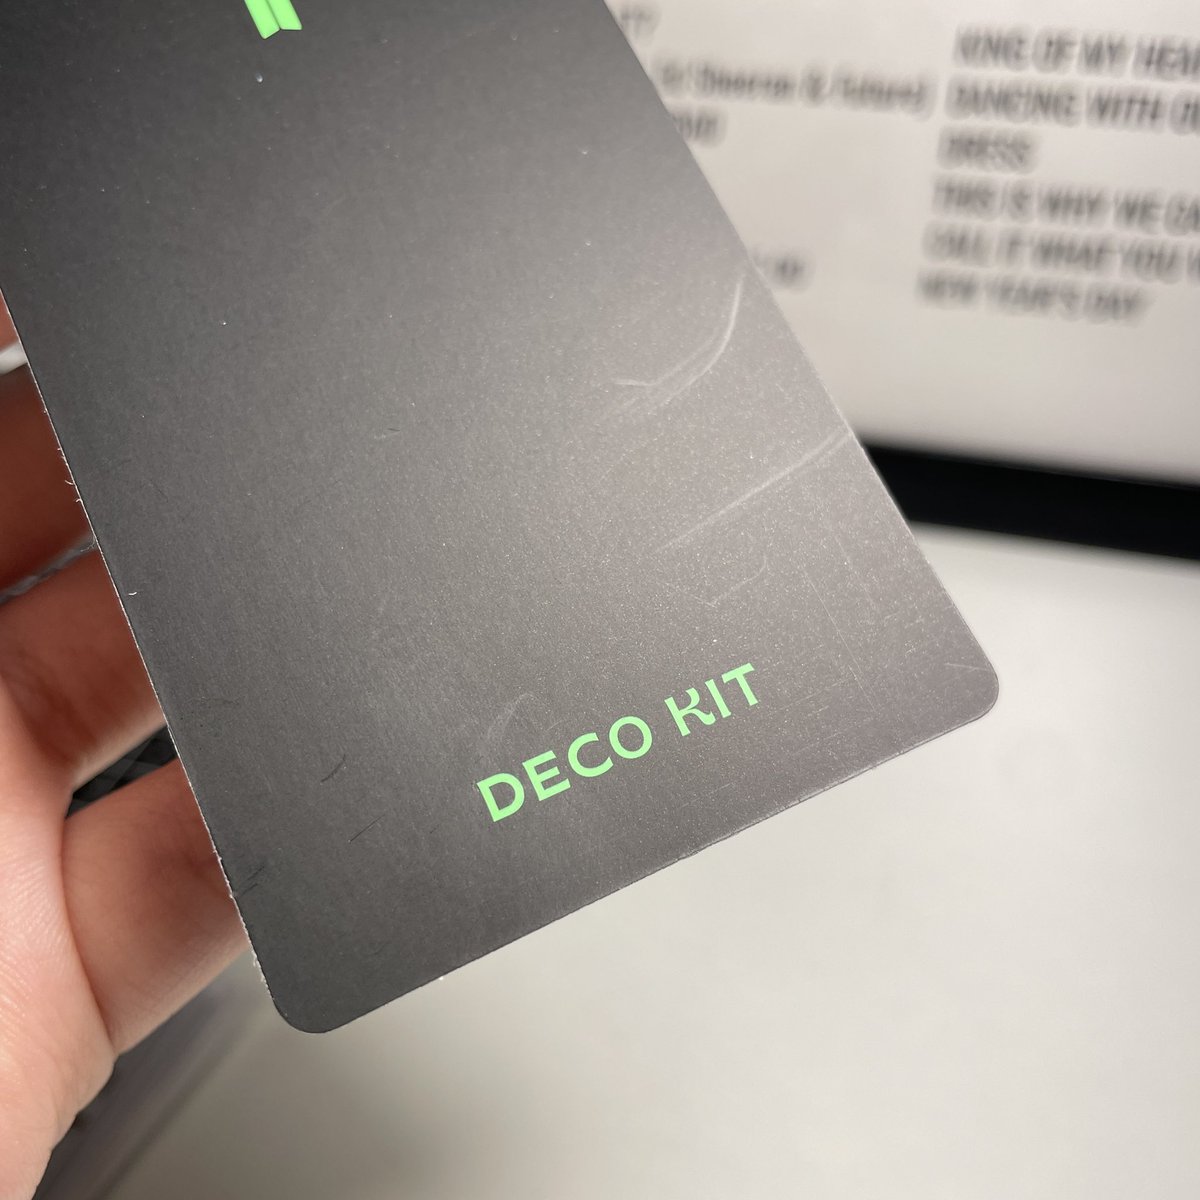 DECO KIT
& Future)
KING OF MY
DANCING WITH
DRESS
THIS IS WHY WE
CALL IT WHAT YOU
NEW YEAR'S DAY